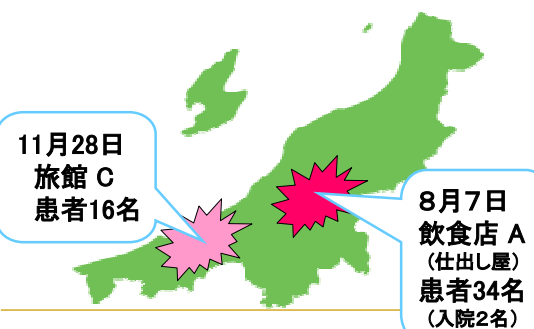 11月28日
旅館 C
患者16名
８月７日
飲食店 A
（仕出し屋）
患者34名
（入院２名）